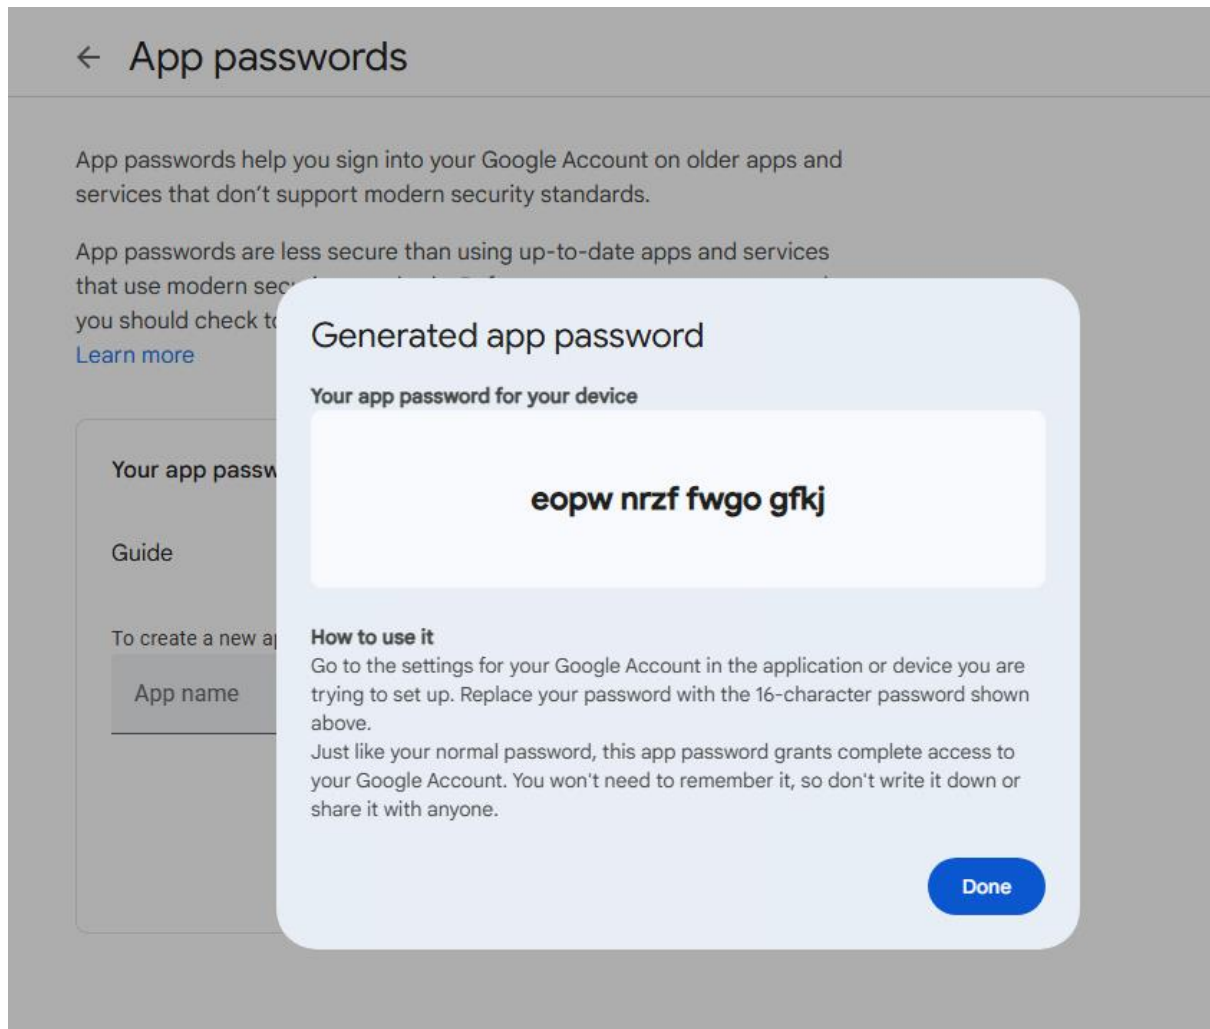 App passwords
App passwords help you sign into your Google Account on older apps and
services that don't support modern security standards.
App passwords are less secure than using up-to-date apps and services
that use modern
you should check
Learn more
Generated app password
Your app password for your device
eopw nrzf fwgo gfkj
Your app
Guide
To create a new
App name
How to use it
Go to the settings for your Google Account in the application or device you are
trying to set up. Replace your password with the 16-character password shown
above.
Just like your normal password, this app password grants complete access to
your Google Account. You won't need to remember it, so don't write it down or
share it with anyone.
Done